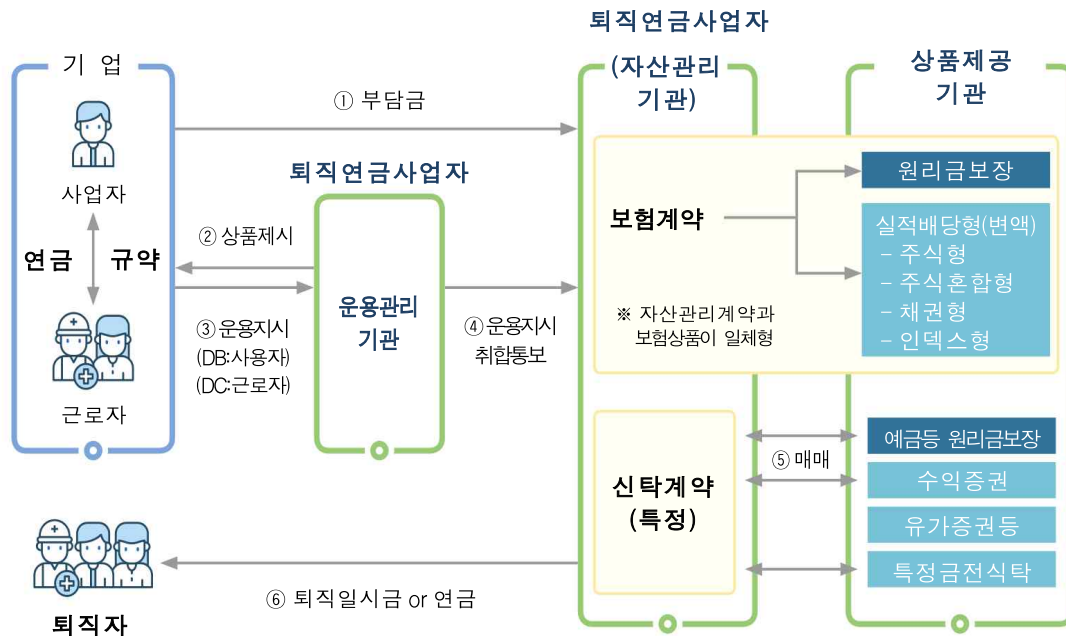 기 업
사업자
연금 규약
근로자
① 부담금
퇴직연금사업자
② 상품제시
③ 운용지시
(DB:사용자)
(DC:근로자)
운용관리
기관
④ 운용지시
취합통보
퇴직연금사업자
(자산관리
기관)
상품제공
기관
보험계약
※ 자산관리계약과
보험상품이 일체형
원리금보장
실적배당형(변액)
- 주식형
- 주식혼합형
- 채권형
- 인덱스형
신탁계약
(특정)
⑤ 매매
예금등 원리금보장
수익증권
유가증권등
특정금전식탁
⑥ 퇴직일시금 or 연금
퇴직자